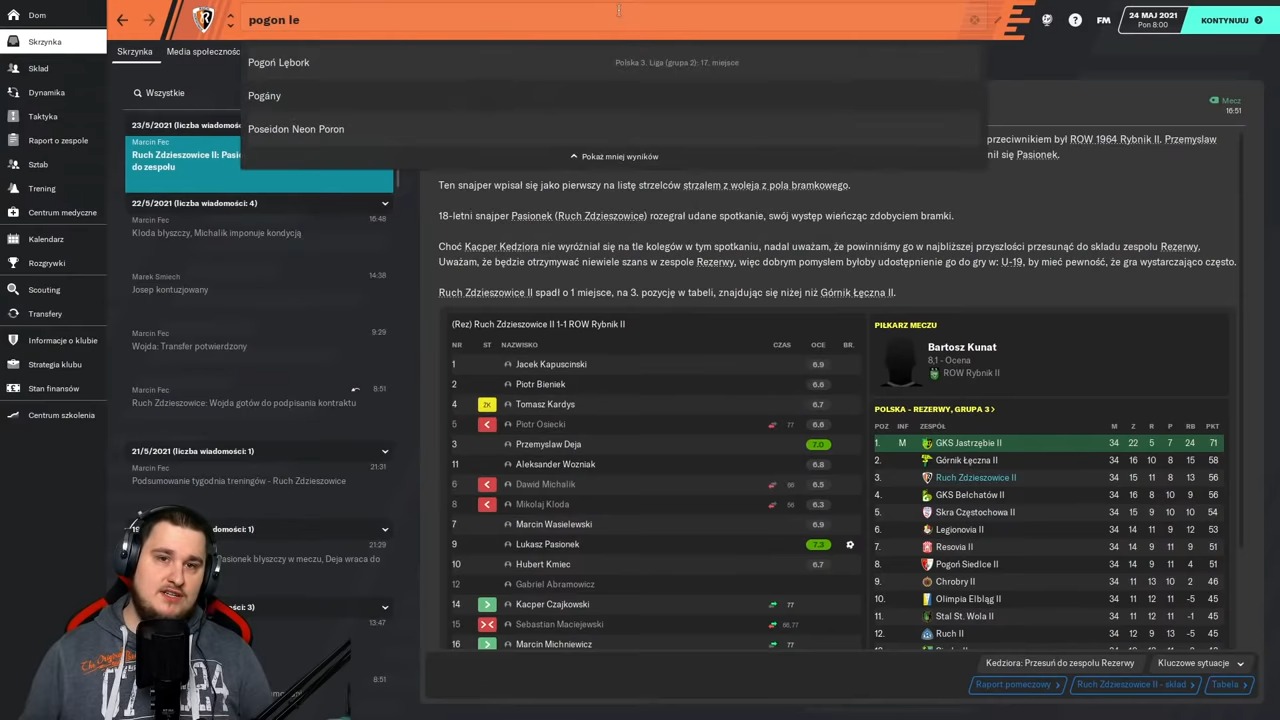 Dom
Skrzynka
Skład
Dynamika
Taktyka
Raport o zespole
Sztab
Trening
Centrum medyczne
Kalendarz
Rozgrywki
Scouting
Transfery
Informacje o klubie
Strategia klubu
Stan finansów
Centrum szkolenia
pogon le
FM
24 MAJ 2021
Pon 8:00
KONTYNUUJ
Skrzynka
Media społecznośc
Pogoń Lębork
Polska 3. Liga (grupa 2): 17. miejsce
Pogány
Poseidon Neon Poron
Pokaż mniej wyników
Wszystkie
23/5/2021 (liczba wiadomośc
Marcin Fec
Ruch Zdzieszowice II: Pasi
do zespołu
22/5/2021 (liczba wiadomości: 4)
Marcin Fec
16:48
Kloda błyszczy, Michalik imponuje kondycją
Marek Smiech
14:38
Josep kontuzjowany
Marcin Fec
9:29
Wojda: Transfer potwierdzony
Marcin Fec
8:51
Ruch Zdzieszowice: Wojda gotów do podpisania kontraktu
21/5/2021 (liczba wiadomości: 1)
Marcin Fec
21:31
Podsumowanie tygodnia treningów - Ruch Zdzieszowice
mości: 1)
21:29
Pasionek błyszczy w meczu, Deja wraca do
zespołu
mości: 3)
13:47
8:51
Mecz
16:51
przeciwnikiem był ROW 1964 Rybnik II. Przemysław
nił się Pasionek.
Ten snajper wpisał się jako pierwszy na listę strzelców strzałem z woleja z pola bramkowego.
18-letni snajper Pasionek (Ruch Zdzieszowice) rozegrał udane spotkanie, swój występ wieńcząc zdobyciem bramki.
Choć Kacper Kędziora nie wyróżniał się na tle kolegów w tym spotkaniu, nadal uważam, że powinniśmy go w najbliższej przyszłości przesunąć do składu zespołu Rezerwy.
Uważam, że będzie otrzymywać niewiele szans w zespole Rezerwy, więc dobrym pomysłem byłoby udostępnienie go do gry w: U-19, by mieć pewność, że gra wystarczająco często.
Ruch Zdzieszowice II spadł o 1 miejsce, na 3. pozycję w tabeli, znajdując się niżej niż Górnik Łęczna II.
(Rez) Ruch Zdzieszowice II 1-1 ROW Rybnik II
NR ST NAZWISKO CZAS OCE BR.
1 Jacek Kapuscinski 6.9
2 Piotr Bieniek 6.6
4 ŻK Tomasz Kardys 6.7
5 Piotr Osiecki 77 6.6
3 Przemyslaw Deja 7.0
11 Aleksander Wozniak 6.8
6 Dawid Michalik 6.5
8 Mikolaj Kloda 56 6.3
7 Marcin Wasielewski 6.9
9 Lukasz Pasionek 7.3
10 Hubert Kmiec 6.7
12 Gabriel Abramowicz
14 Kacper Czajkowski 77
15 Sebastian Maciejewski 56,77
16 Marcin Michniewicz 77
PIŁKARZ MECZU
Bartosz Kunat
8,1 - Ocena
ROW Rybnik II
POLSKA - REZERWY, GRUPA 3
POZ INF ZESPÓŁ M Z R P RB PKT
1. M GKS Jastrzębie II 34 22 5 7 24 71
2. Górnik Łęczna II 34 16 10 8 15 58
3. Ruch Zdzieszowice II 34 15 11 8 13 56
4. GKS Bełchatów II 34 16 8 10 9 56
5. Skra Częstochowa II 34 15 9 10 10 54
6. Legionovia II 34 14 11 9 12 53
7. Resovia II 34 14 9 11 9 51
8. Pogoń Siedlce II 34 14 9 11 4 51
9. Chrobry II 34 11 13 10 2 46
10. Olimpia Elbląg II 34 12 9 13 -5 45
11. Stal St. Wola II 34 11 12 11 -1 45
12. Ruch II 34 12 9 13 -5 45
Kedziora: Przesuń do zespołu Rezerwy
Kluczowe sytuacje
Raport pomeczowy
Ruch Zdzieszowice II - skład
Tabela